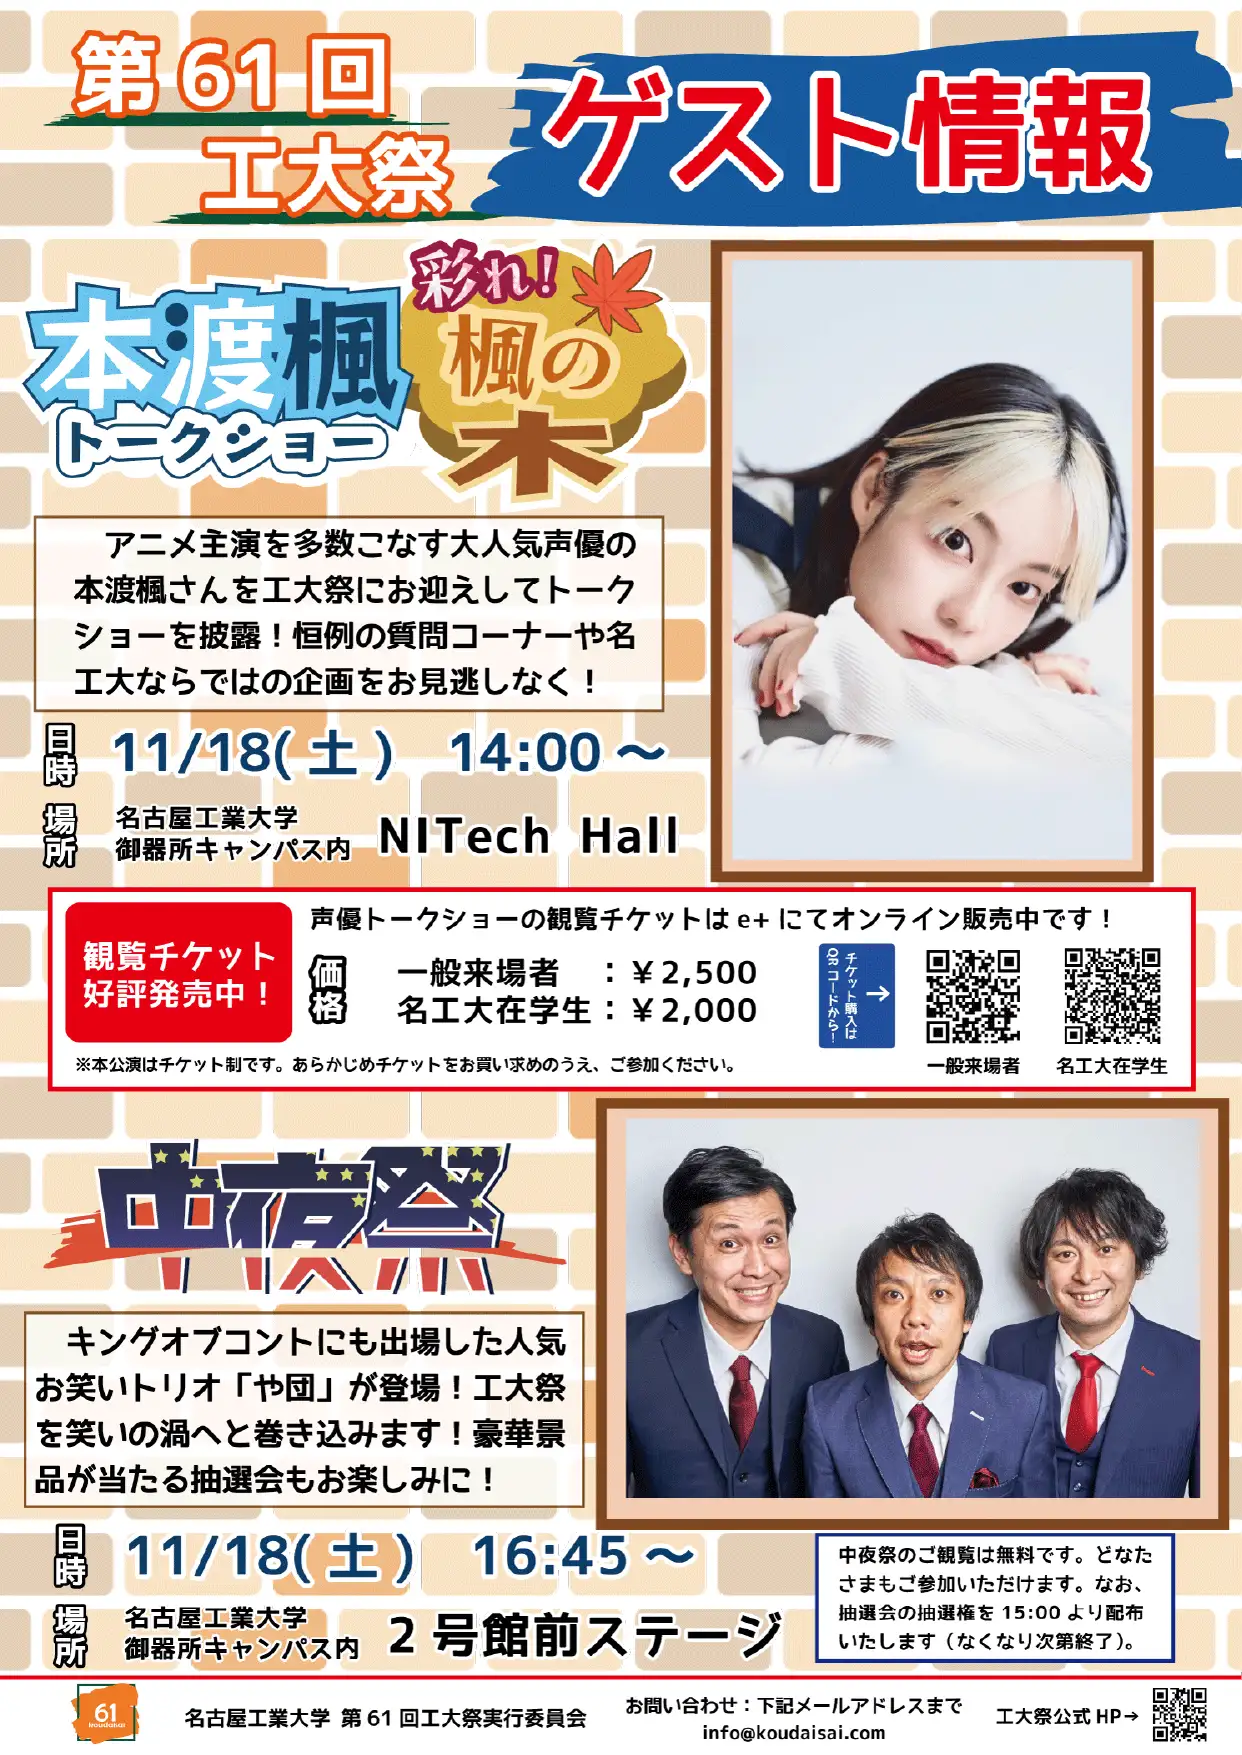 第61回
工大祭
ゲスト情報
本渡楓
トークショー
彩れ！
楓の
木
アニメ主演を多数こなす大人気声優の
本渡楓さんを工大祭にお迎えしてトーク
ショーを披露！恒例の質問コーナーや名
工大ならではの企画をお見逃しなく！
日時
11/18(土) 14:00～
場所
名古屋工業大学
御器所キャンパス内
NITech Hall
観覧チケット
好評発売中！
声優トークショーの観覧チケットは e+ にてオンライン販売中です！
価格
一般来場者 ：￥2,500
名工大在学生：￥2,000
チケット購入は
QRコードから！
→
一般来場者
名工大在学生
※本公演はチケット制です。あらかじめチケットをお買い求めのうえ、ご参加ください。
中夜祭
キングオブコントにも出場した人気
お笑いトリオ「や団」が登場！工大祭
を笑いの渦へと巻き込みます！豪華景
品が当たる抽選会もお楽しみに！
日時
11/18(土) 16:45～
場所
名古屋工業大学
御器所キャンパス内
2号館前ステージ
中夜祭のご観覧は無料です。どなた
さまもご参加いただけます。なお、
抽選会の抽選権を 15:00 より配布
いたします（なくなり次第終了）。
61
koudaisai
名古屋工業大学 第61回工大祭実行委員会
お問い合わせ：下記メールアドレスまで
info@koudaisai.com
工大祭公式HP→